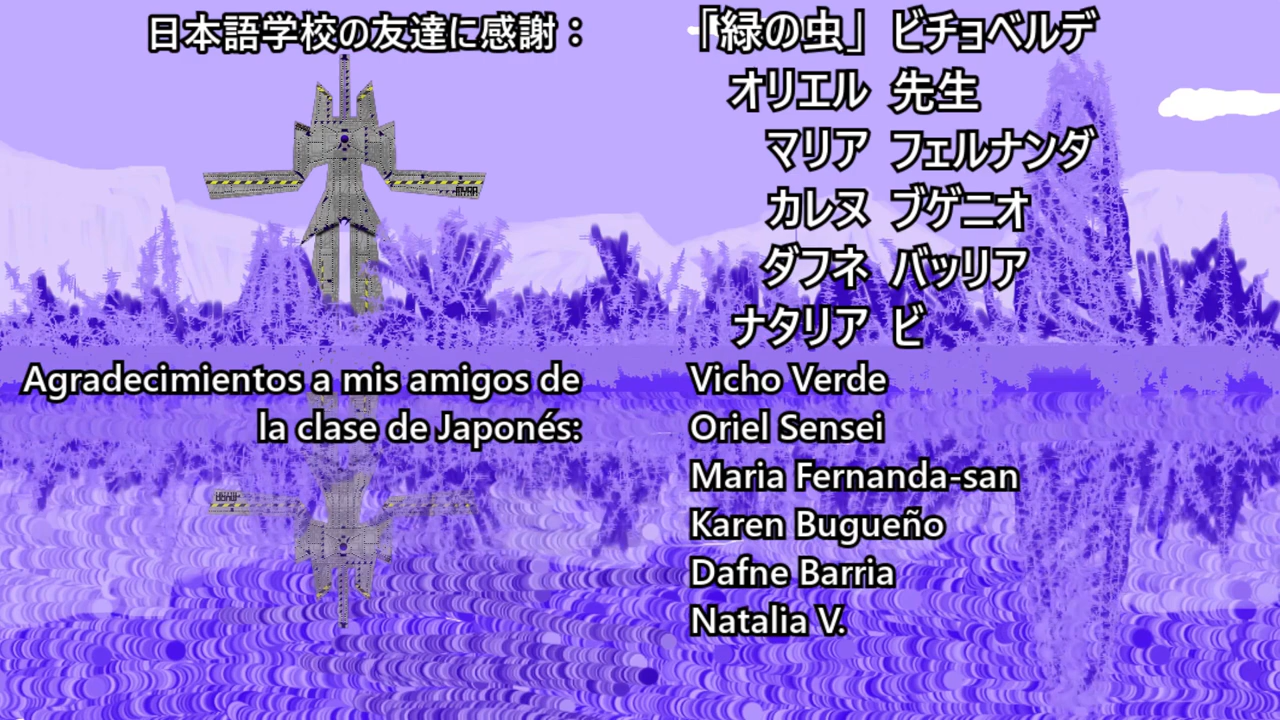 日本語学校の友達に感謝：
「緑の虫」 ビチョベルデ
オリエル 先生
マリア フェルナンダ
カレヌ ブゲニオ
ダフネ バッリア
ナタリア ビ
Agradecimientos a mis amigos de
la clase de Japonés:
Vicho Verde
Oriel Sensei
Maria Fernanda-san
Karen Bugueño
Dafne Barria
Natalia V.